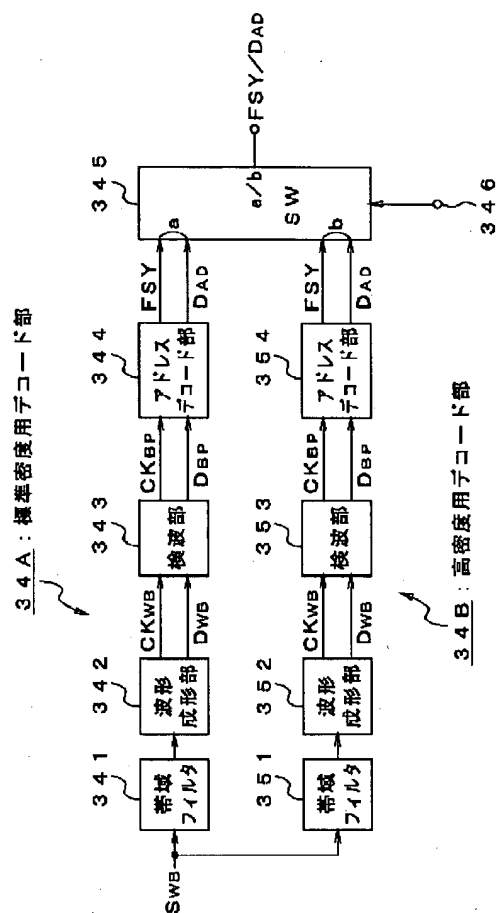 34A:標準密度用デコード部
341
342
343
344
345
帯域
フィルタ
波形
成形部
CKWB
DWB
検波部
CKBP
DBP
アドレス
デコード部
FSY
DAD
a
a/b
SW
FSY/DAD
SWB
351
352
353
354
帯域
フィルタ
波形
成形部
CKWB
DWB
検波部
CKBP
DBP
アドレス
デコード部
FSY
DAD
b
346
34B:高密度用デコード部